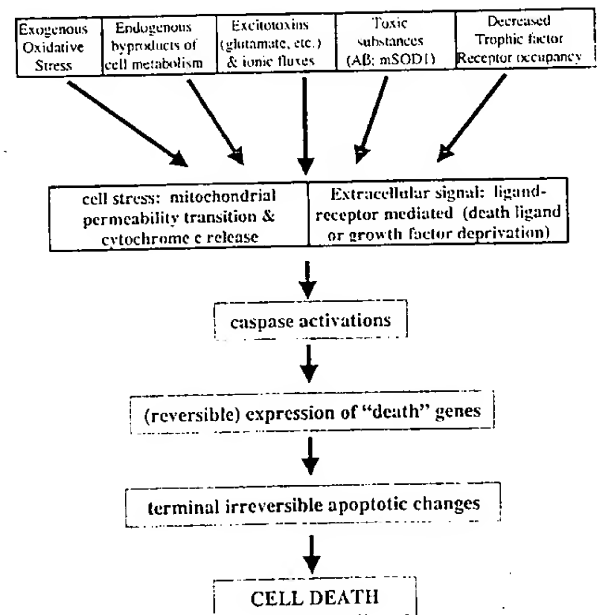 Exogenous
Oxidative
Stress
Endogenous
byproducts of
cell metabolism
Excitotoxins
(glutamate, etc.)
& ionic fluxes
Toxic
substances
(Aß; mSOD1)
Decreased
Trophic factor
Receptor occupancy
cell stress: mitochondrial
permeability transition &
cytochrome c release
Extracellular signal: ligand-
receptor mediated (death ligand
or growth factor deprivation)
caspase activations
(reversible) expression of “death” genes
terminal irreversible apoptotic changes
CELL DEATH